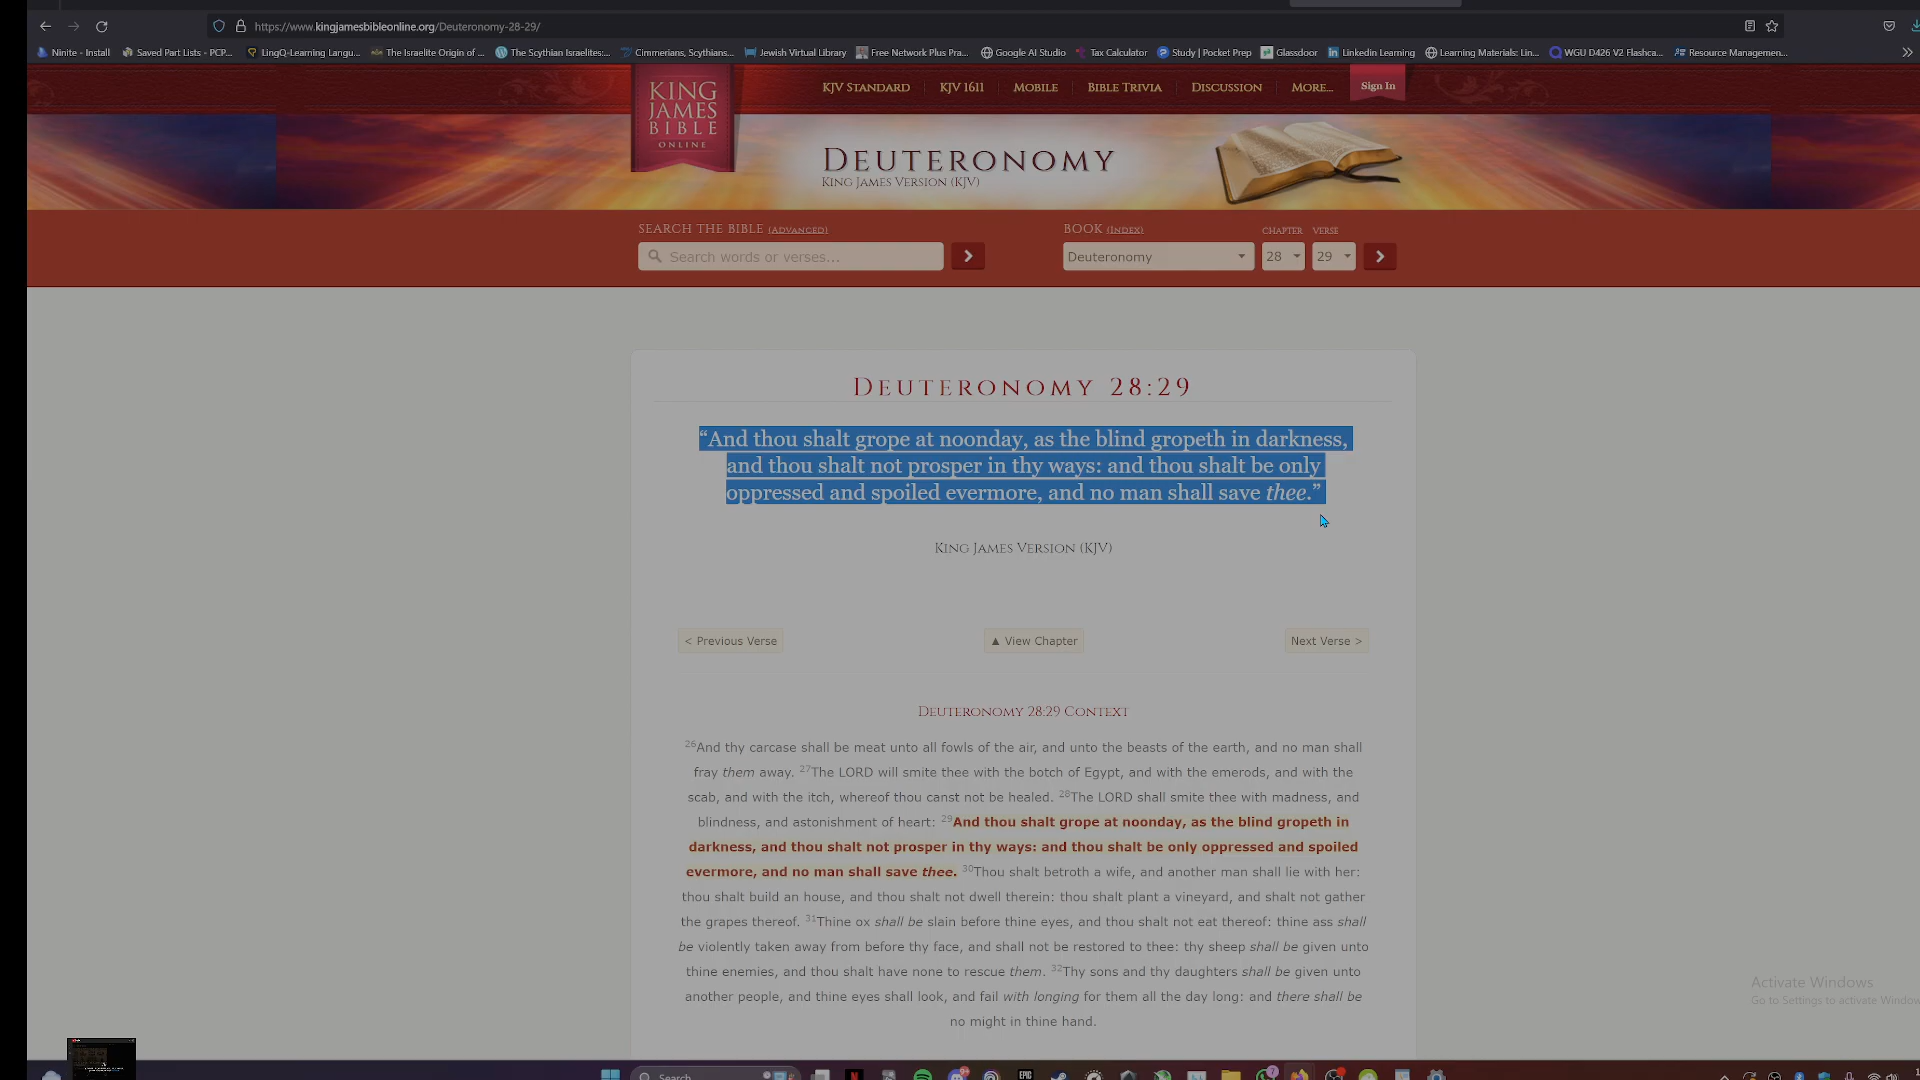 https://www.kingjamesbibleonline.org/Deuteronomy-28-29/
Ninite - Install
Saved Part Lists - PCP...
LingQ-Learning Langu...
The Israelite Origin of ...
The Scythian Israelites:...
Cimmerians, Scythians...
Jewish Virtual Library
Free Network Plus Pra...
Google AI Studio
Tax Calculator
Study | Pocket Prep
Glassdoor
Linkedin Learning
Learning Materials: Lin...
WGU D426 V2 Flashca...
Resource Managemen...
KING
JAMES
BIBLE
ONLINE
KJV STANDARD
KJV 1611
MOBILE
BIBLE TRIVIA
DISCUSSION
MORE...
Sign In
DEUTERONOMY
KING JAMES VERSION (KJV)
SEARCH THE BIBLE (ADVANCED)
BOOK (INDEX)
CHAPTER
VERSE
Search words or verses...
Deuteronomy
28
29
DEUTERONOMY 28:29
“And thou shalt grope at noonday, as the blind gropeth in darkness,
and thou shalt not prosper in thy ways: and thou shalt be only
oppressed and spoiled evermore, and no man shall save thee.”
KING JAMES VERSION (KJV)
< Previous Verse
▲ View Chapter
Next Verse >
DEUTERONOMY 28:29 CONTEXT
26And thy carcase shall be meat unto all fowls of the air, and unto the beasts of the earth, and no man shall
fray them away. 27The LORD will smite thee with the botch of Egypt, and with the emerods, and with the
scab, and with the itch, whereof thou canst not be healed. 28The LORD shall smite thee with madness, and
blindness, and astonishment of heart: 29And thou shalt grope at noonday, as the blind gropeth in
darkness, and thou shalt not prosper in thy ways: and thou shalt be only oppressed and spoiled
evermore, and no man shall save thee. 30Thou shalt betroth a wife, and another man shall lie with her:
thou shalt build an house, and thou shalt not dwell therein: thou shalt plant a vineyard, and shalt not gather
the grapes thereof. 31Thine ox shall be slain before thine eyes, and thou shalt not eat thereof: thine ass shall
be violently taken away from before thy face, and shall not be restored to thee: thy sheep shall be given unto
thine enemies, and thou shalt have none to rescue them. 32Thy sons and thy daughters shall be given unto
another people, and thine eyes shall look, and fail with longing for them all the day long: and there shall be
no might in thine hand.
Activate Windows
Go to Settings to activate Window
Search
EPIC